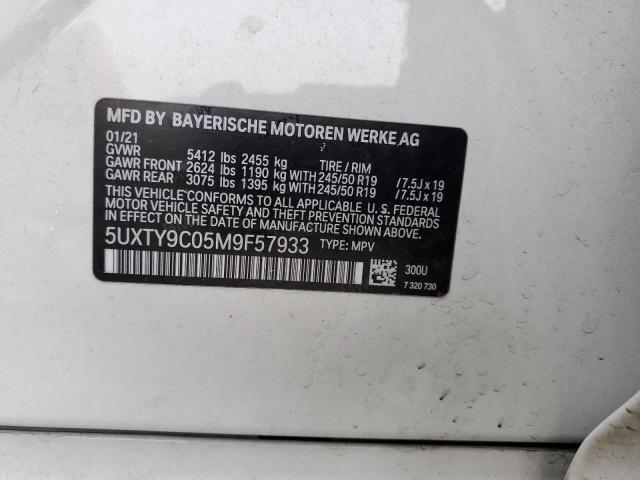 MFD BY BAYERISCHE MOTOREN WERKE AG
01/21
GVWR 5412 lbs 2455 kg TIRE / RIM
GAWR FRONT 2624 lbs 1190 kg WITH 245/50 R19 /7.5J x 19
GAWR REAR 3075 lbs 1395 kg WITH 245/50 R19 /7.5J x 19
THIS VEHICLE CONFORMS TO ALL APPLICABLE U.S. FEDERAL
MOTOR VEHICLE SAFETY AND THEFT PREVENTION STANDARDS
IN EFFECT ON THE DATE OF MANUFACTURE SHOWN ABOVE.
5UXTY9C05M9F57933 TYPE: MPV
300U
7 320 730